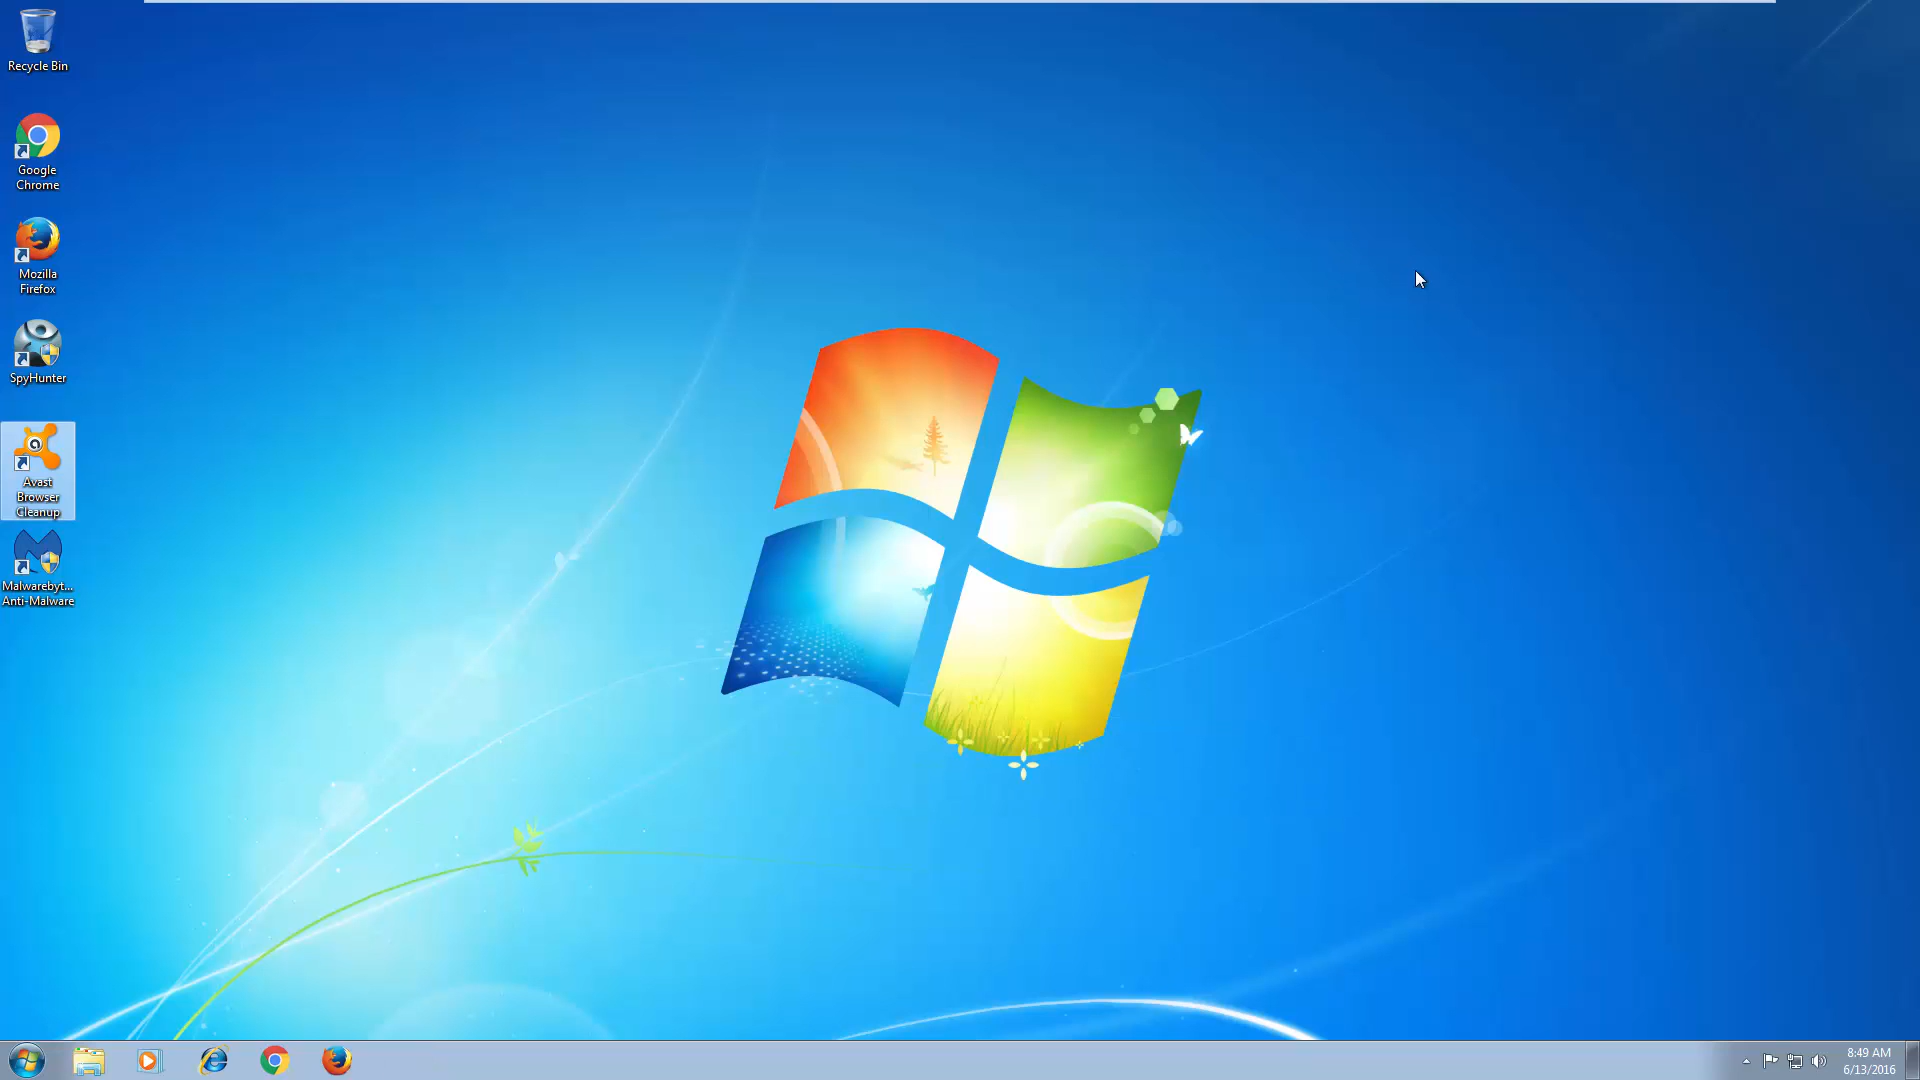 Recycle Bin
Google
Chrome
Mozilla
Firefox
SpyHunter
Avast
Browser
Cleanup
Malwarebyt...
Anti-Malware
8:49 AM
6/13/2016